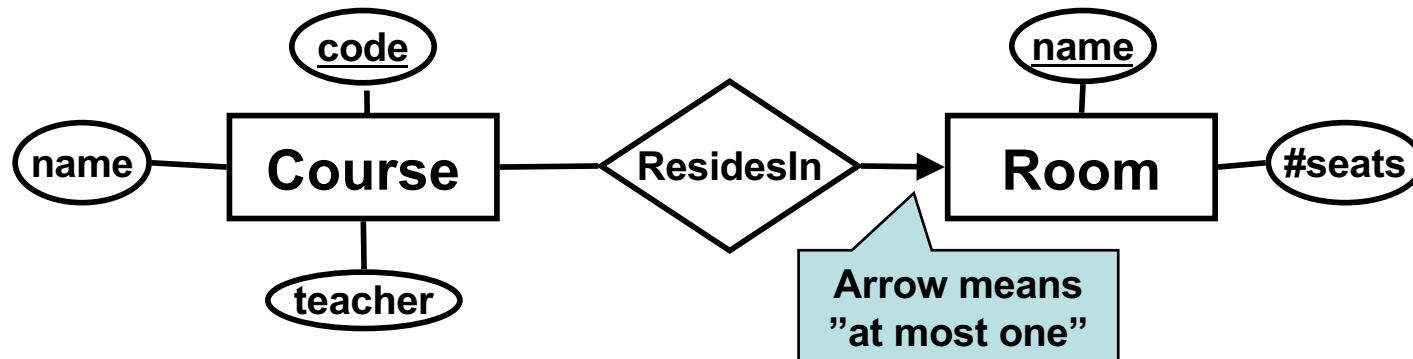 code
name
name
Course
ResidesIn
Room
#seats
teacher
Arrow means
”at most one”